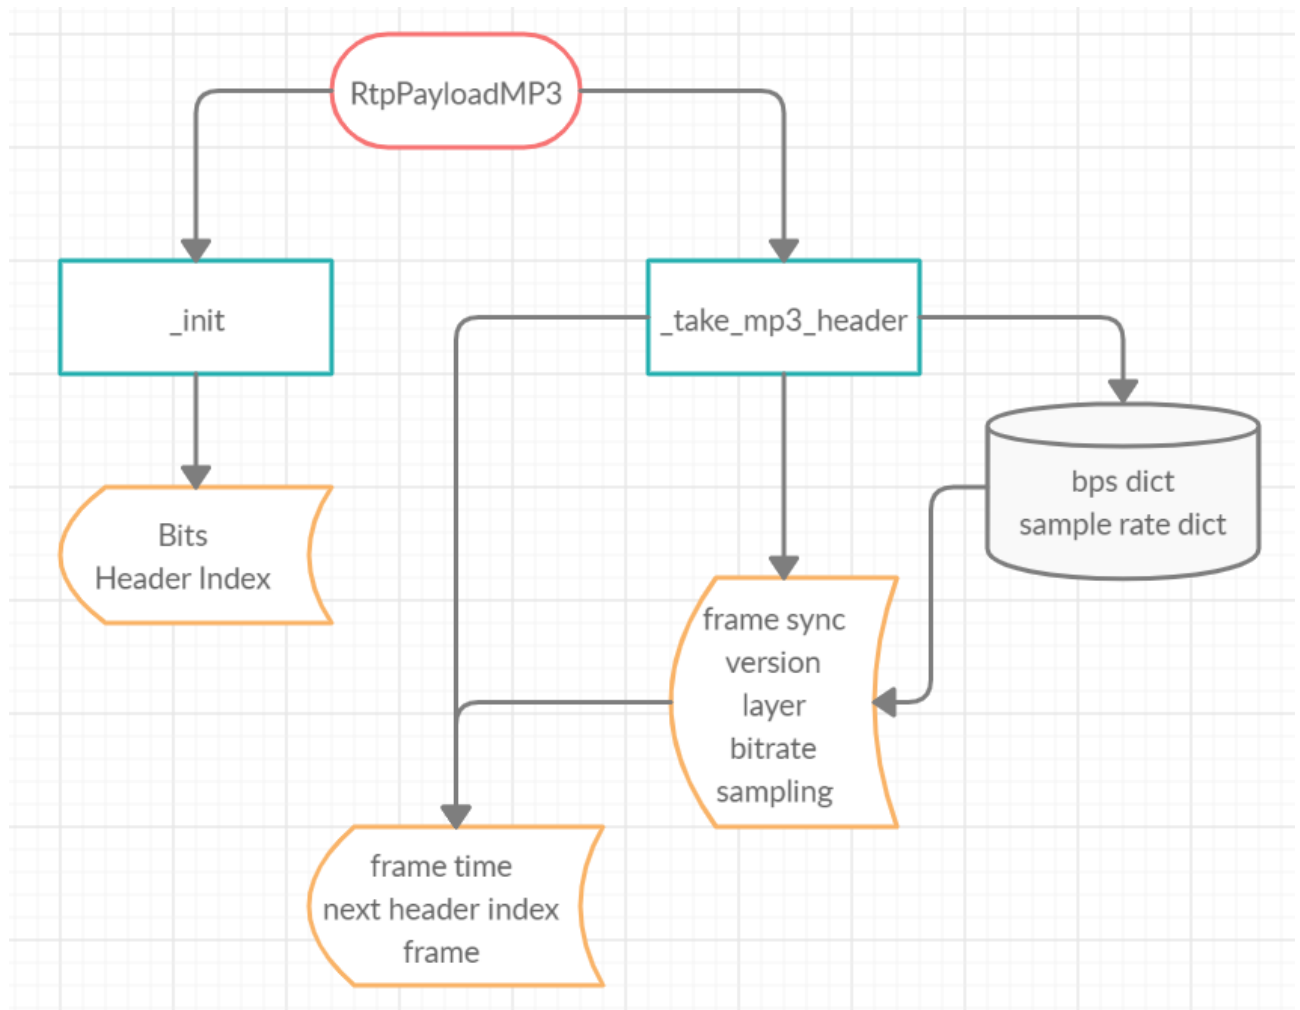 RtpPayloadMP3
_init
_take_mp3_header
bps dict
sample rate dict
Bits
Header Index
frame sync
version
layer
bitrate
sampling
frame time
next header index
frame